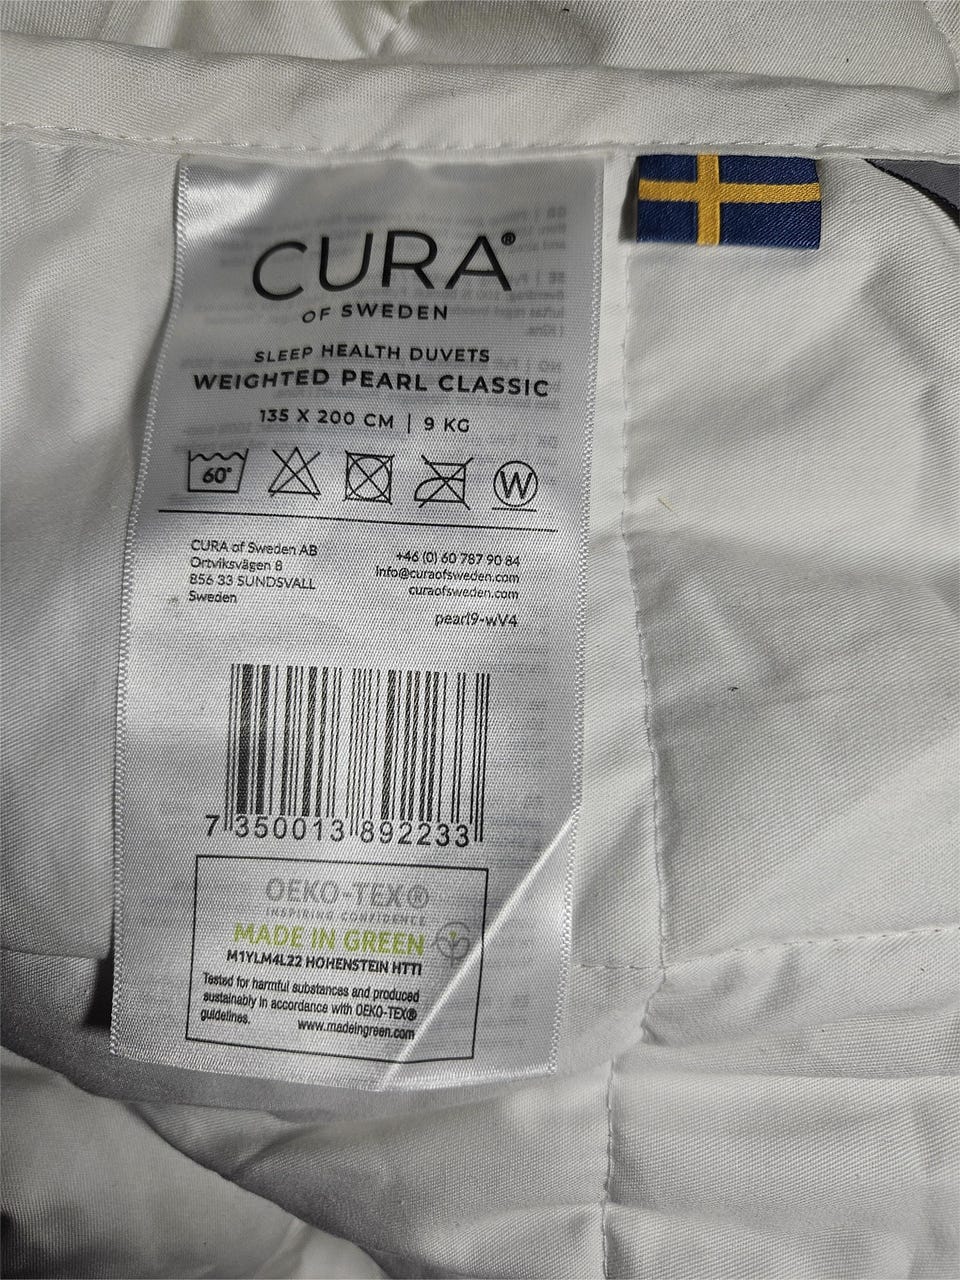 CURA®
OF SWEDEN
SLEEP HEALTH DUVETS
WEIGHTED PEARL CLASSIC
135 X 200 CM | 9 KG
60°
W
CURA of Sweden AB
Ortviksvägen 8
856 33 SUNDSVALL
Sweden
+46 (0) 60 787 90 84
info@curaofsweden.com
curaofsweden.com
pearl9-wV4
7 350013 892233
OEKO-TEX®
INSPIRING CONFIDENCE
MADE IN GREEN
M1YLM4L22 HOHENSTEIN HTTI
Tested for harmful substances and produced
sustainably in accordance with OEKO-TEX®
guidelines. www.madeingreen.com